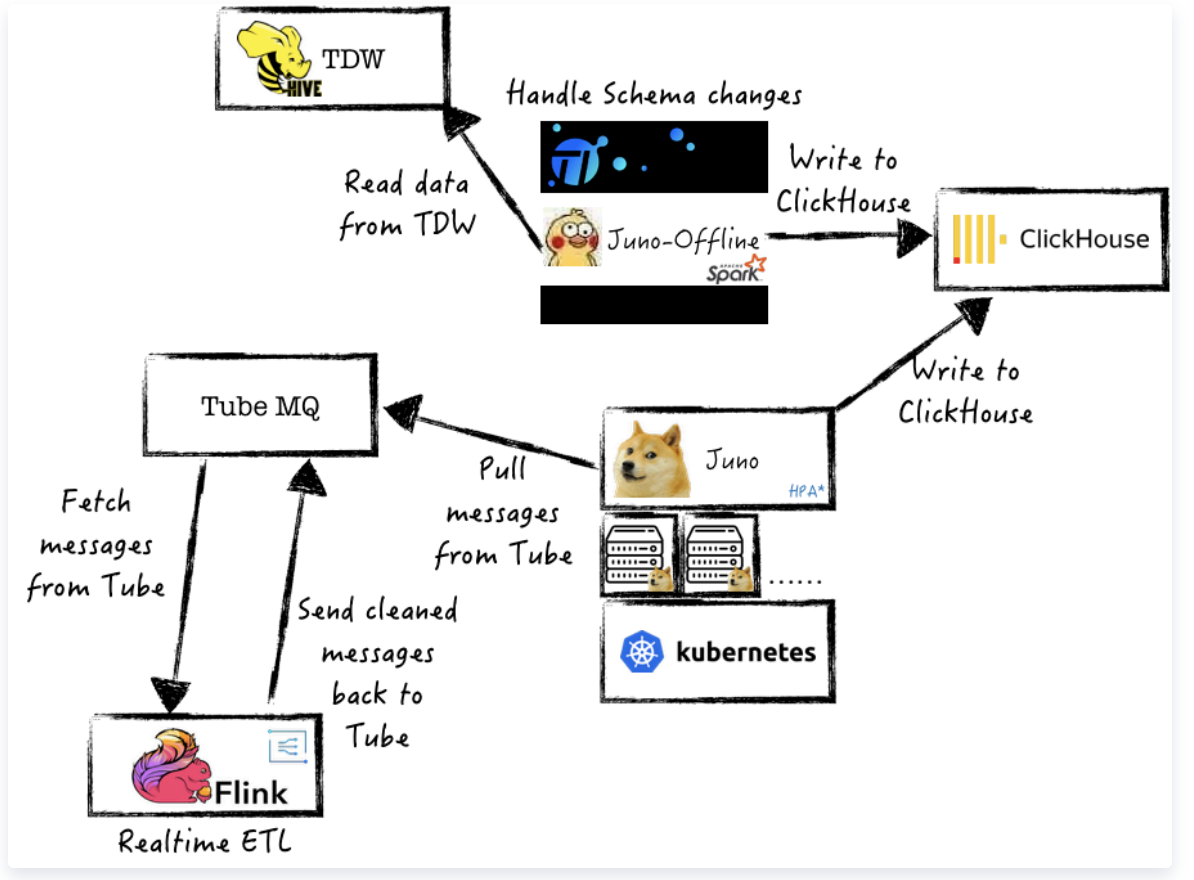 TDW
HIVE
Handle Schema changes
Read data
from TDW
Write to
ClickHouse
Juno-Offline
APACHE
Spark
ClickHouse
Tube MQ
Write to
ClickHouse
Pull
messages
from Tube
Juno
HPA*
Fetch
messages
from Tube
......
Send cleaned
messages
back to
Tube
kubernetes
Flink
Realtime ETL